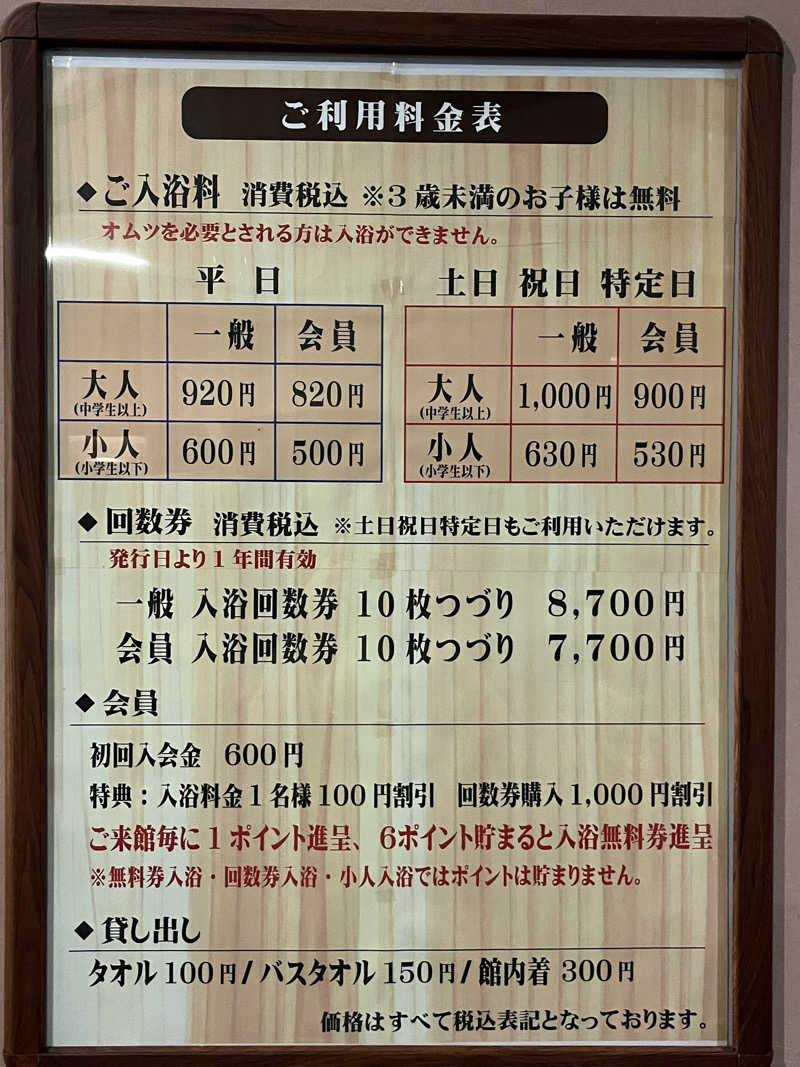 ご利用料金表
◆ご入浴料 消費税込 ※3歳未満のお子様は無料
オムツを必要とされる方は入浴ができません。
平日
一般 会員
大人 920円 820円
(中学生以上)
小人 600円 500円
(小学生以下)
土日 祝日 特定日
一般 会員
大人 1,000円 900円
(中学生以上)
小人 630円 530円
(小学生以下)
◆回数券 消費税込 ※土日祝日特定日もご利用いただけます。
発行日より1年間有効
一般 入浴回数券 10枚つづり 8,700円
会員 入浴回数券 10枚つづり 7,700円
◆会員
初回入会金 600円
特典：入浴料金1名様100円割引 回数券購入1,000円割引
ご来館毎に1ポイント進呈、6ポイント貯まると入浴無料券進呈
※無料券入浴・回数券入浴・小人入浴ではポイントは貯まりません。
◆貸し出し
タオル100円/バスタオル150円/館内着 300円
価格はすべて税込表記となっております。